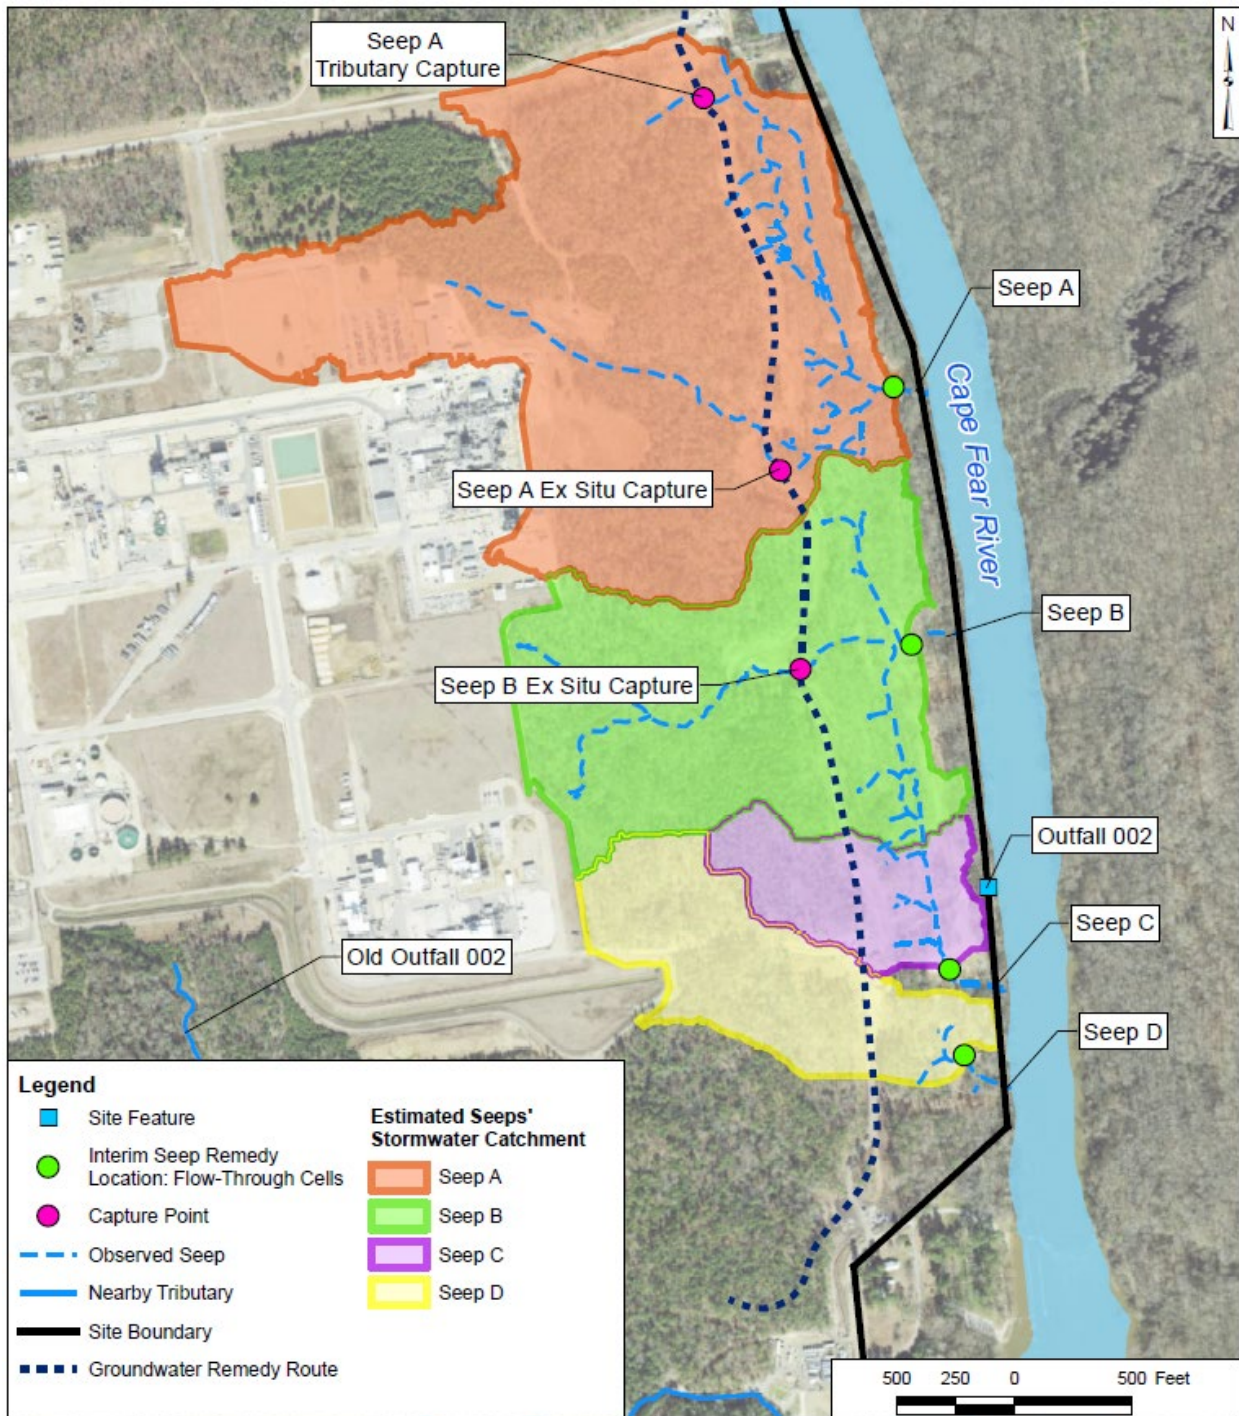 Seep A
Tributary Capture
N
Seep A
Cape Fear River
Seep A Ex Situ Capture
Seep B
Seep B Ex Situ Capture
Outfall 002
Seep C
Old Outfall 002
Seep D
Legend
Site Feature
Interim Seep Remedy
Location: Flow-Through Cells
Capture Point
Observed Seep
Nearby Tributary
Site Boundary
Groundwater Remedy Route
Estimated Seeps'
Stormwater Catchment
Seep A
Seep B
Seep C
Seep D
500 250 0 500 Feet